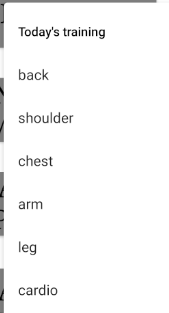 Today's training
back
shoulder
chest
arm
leg
cardio